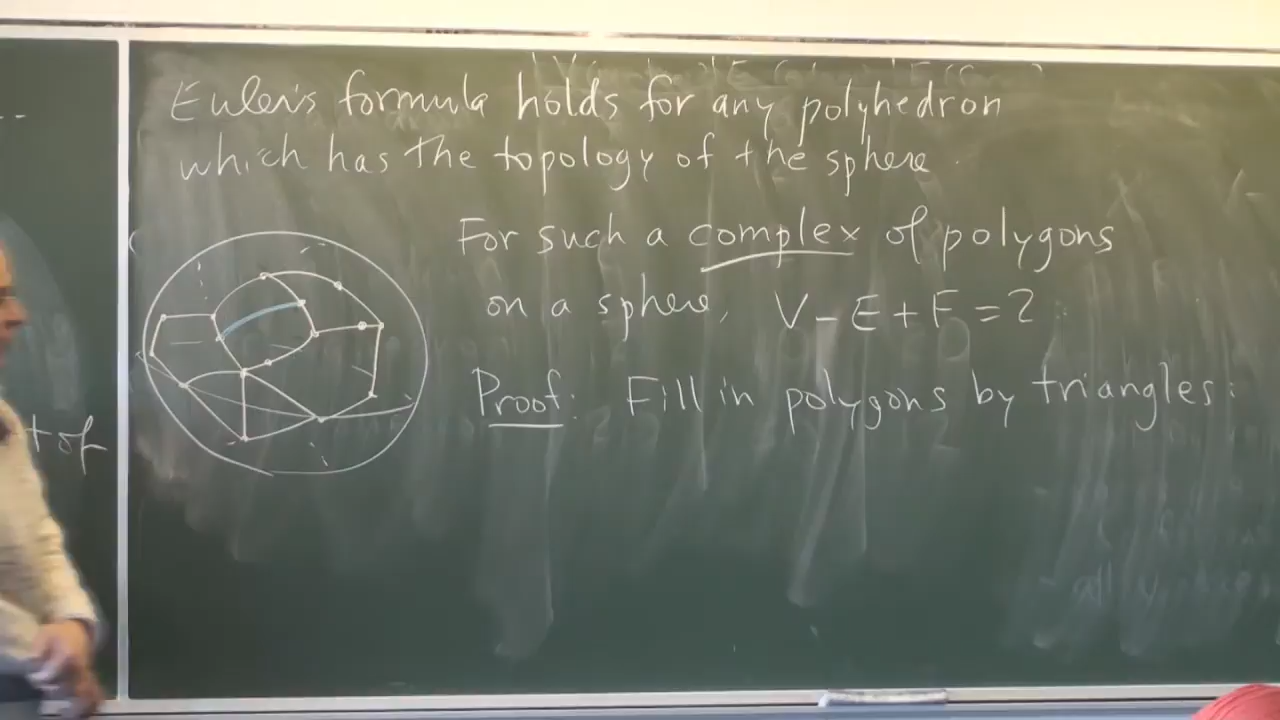 Euler's formula holds for any polyhedron
which has the topology of the sphere.
For such a complex of polygons
on a sphere, V - E + F = 2
Proof: Fill in polygons by triangles:
t of